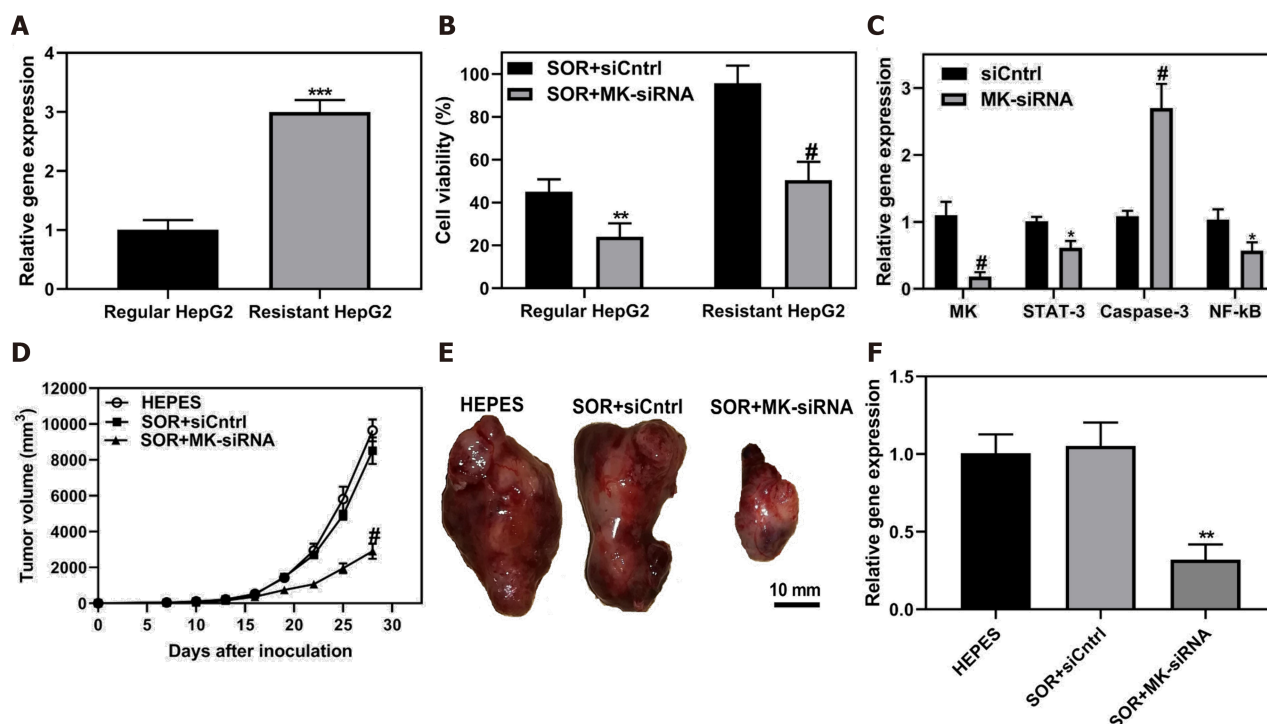 A
Relative gene expression
4
3
2
1
0
***
Regular HepG2
Resistant HepG2
B
Cell viability (%)
100
80
60
40
20
0
SOR+siCntrl
SOR+MK-siRNA
**
#
Regular HepG2
Resistant HepG2
C
Relative gene expression
3
2
1
0
siCntrl
MK-siRNA
#
*
#
*
MK
STAT-3
Caspase-3
NF-kB
D
Tumor volume (mm3)
12000
10000
8000
6000
4000
2000
0
HEPES
SOR+siCntrl
SOR+MK-siRNA
#
0 5 10 15 20 25 30
Days after inoculation
E
HEPES
SOR+siCntrl
SOR+MK-siRNA
10 mm
F
Relative gene expression
1.5
1.0
0.5
0.0
**
HEPES
SOR+siCntrl
SOR+MK-siRNA